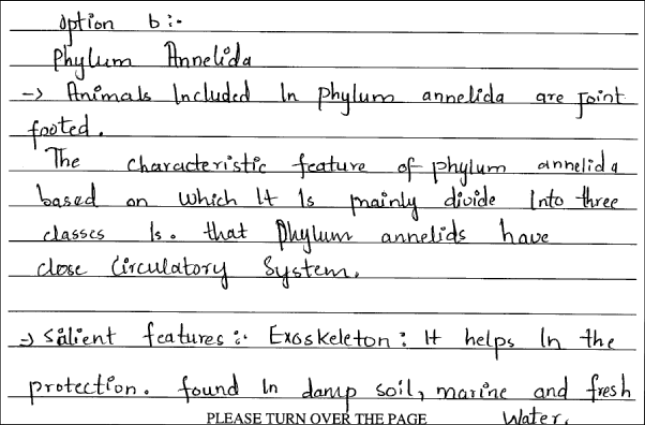 option b:-
Phylum Annelida
-> Animals Included In phylum annelida are Joint
footed.
The characteristic feature of phylum annelida
based on which It Is mainly divide Into three
classes Is. that Phylum annelids have
close Circulatory System.
-> Salient features:- Exoskeleton: It helps In the
protection. found In damp soil, marine and fresh
PLEASE TURN OVER THE PAGE Water.